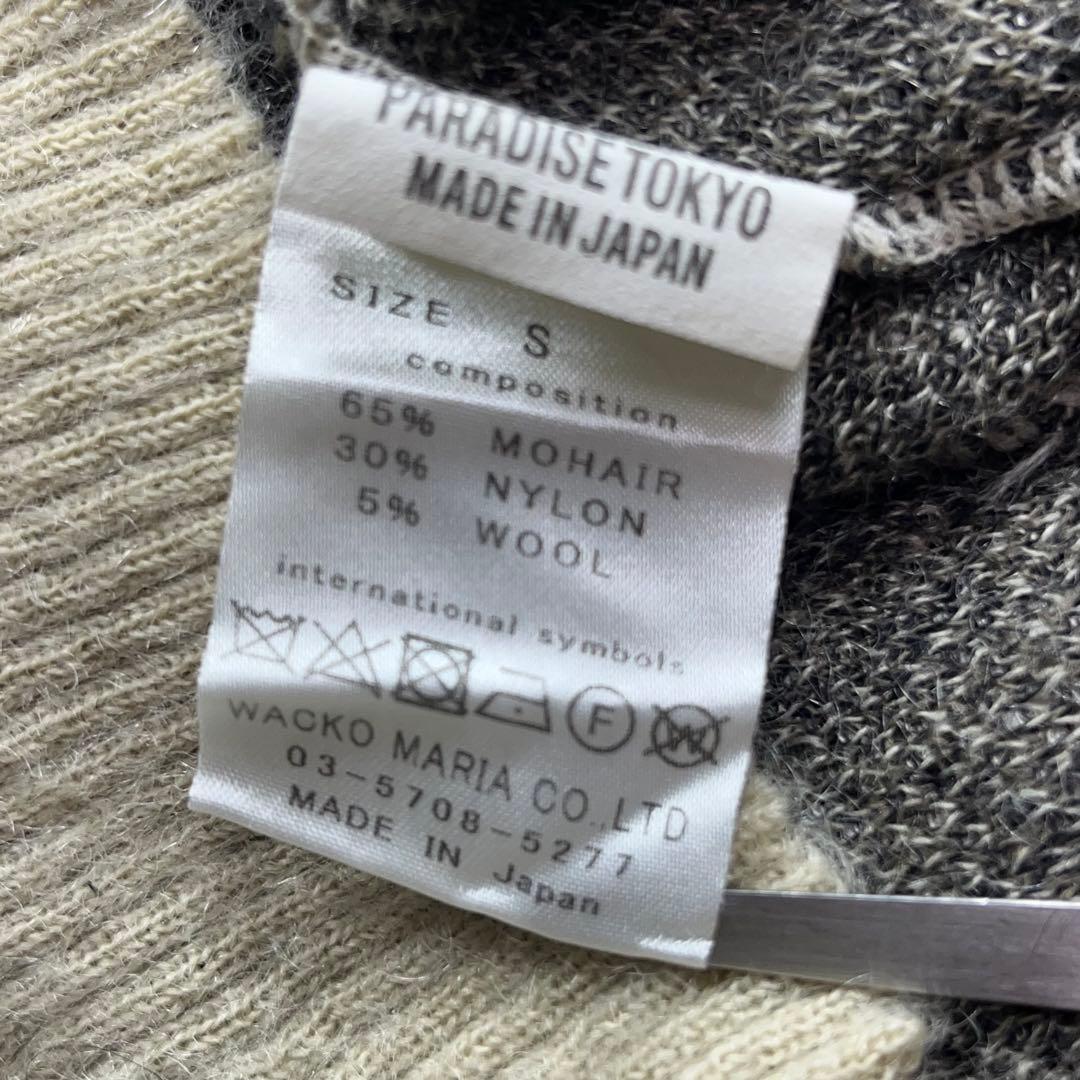 PARADISE TOKYO
MADE IN JAPAN
SIZE S
composition
65% MOHAIR
30% NYLON
5% WOOL
international symbols
F W
WACKO MARIA CO.,LTD
03-5708-5277
MADE IN Japan